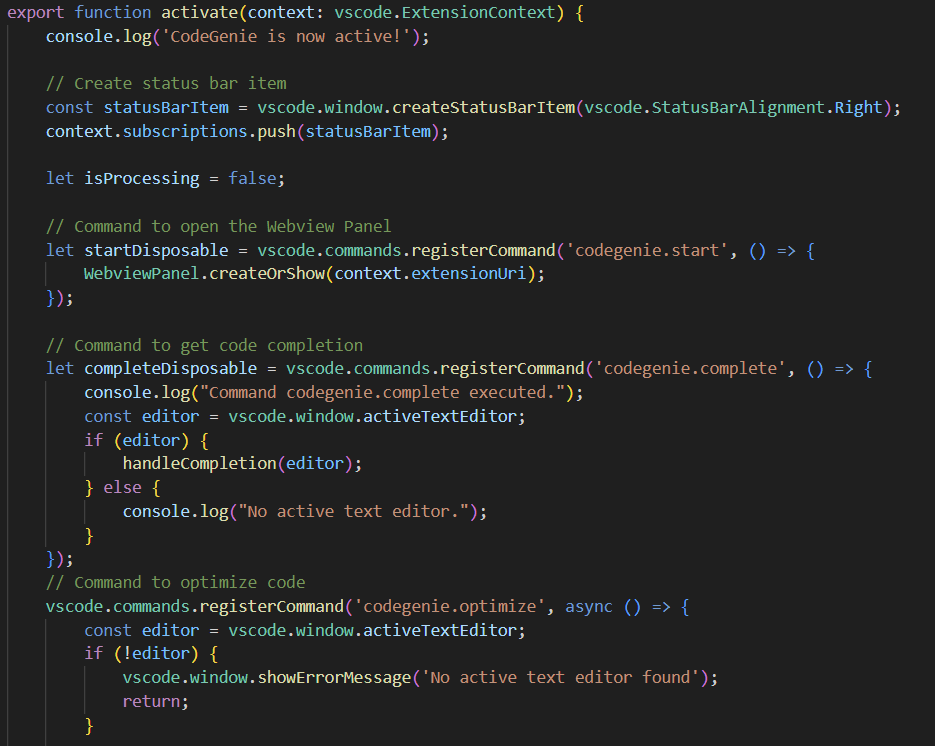 export function activate(context: vscode.ExtensionContext) {
    console.log('CodeGenie is now active!');

    // Create status bar item
    const statusBarItem = vscode.window.createStatusBarItem(vscode.StatusBarAlignment.Right);
    context.subscriptions.push(statusBarItem);

    let isProcessing = false;

    // Command to open the Webview Panel
    let startDisposable = vscode.commands.registerCommand('codegenie.start', () => {
        WebviewPanel.createOrShow(context.extensionUri);
    });

    // Command to get code completion
    let completeDisposable = vscode.commands.registerCommand('codegenie.complete', () => {
        console.log("Command codegenie.complete executed.");
        const editor = vscode.window.activeTextEditor;
        if (editor) {
            handleCompletion(editor);
        } else {
            console.log("No active text editor.");
        }
    });
    // Command to optimize code
    vscode.commands.registerCommand('codegenie.optimize', async () => {
        const editor = vscode.window.activeTextEditor;
        if (!editor) {
            vscode.window.showErrorMessage('No active text editor found');
            return;
        }